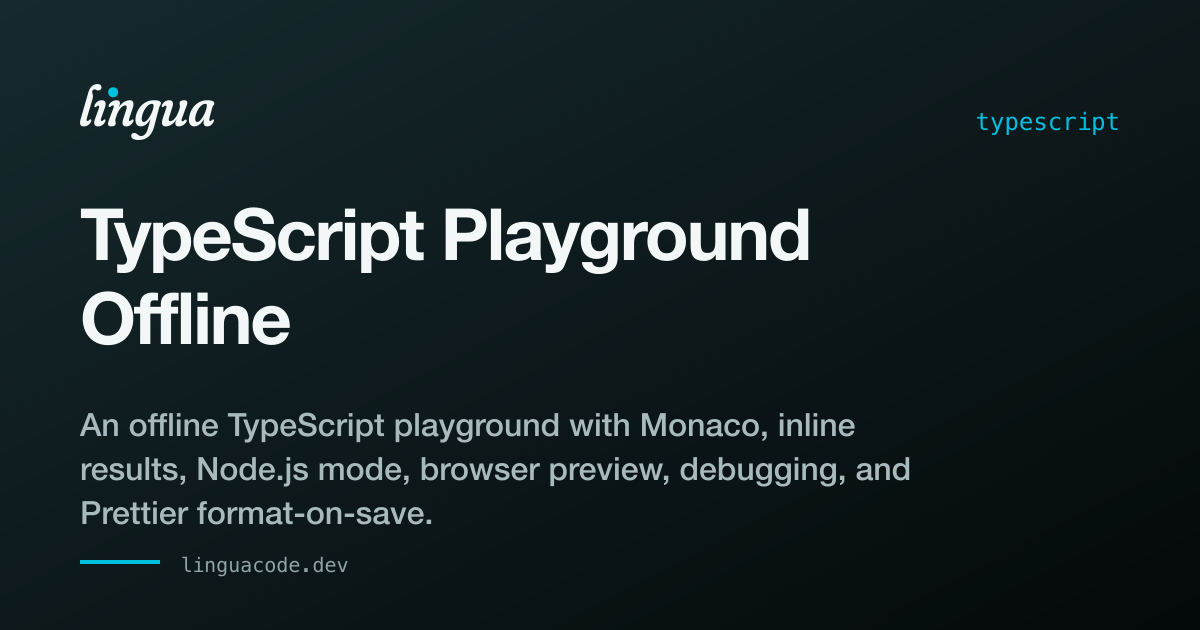 lingua
typescript
TypeScript Playground
Offline
An offline TypeScript playground with Monaco, inline
results, Node.js mode, browser preview, debugging, and
Prettier format-on-save.
linguacode.dev